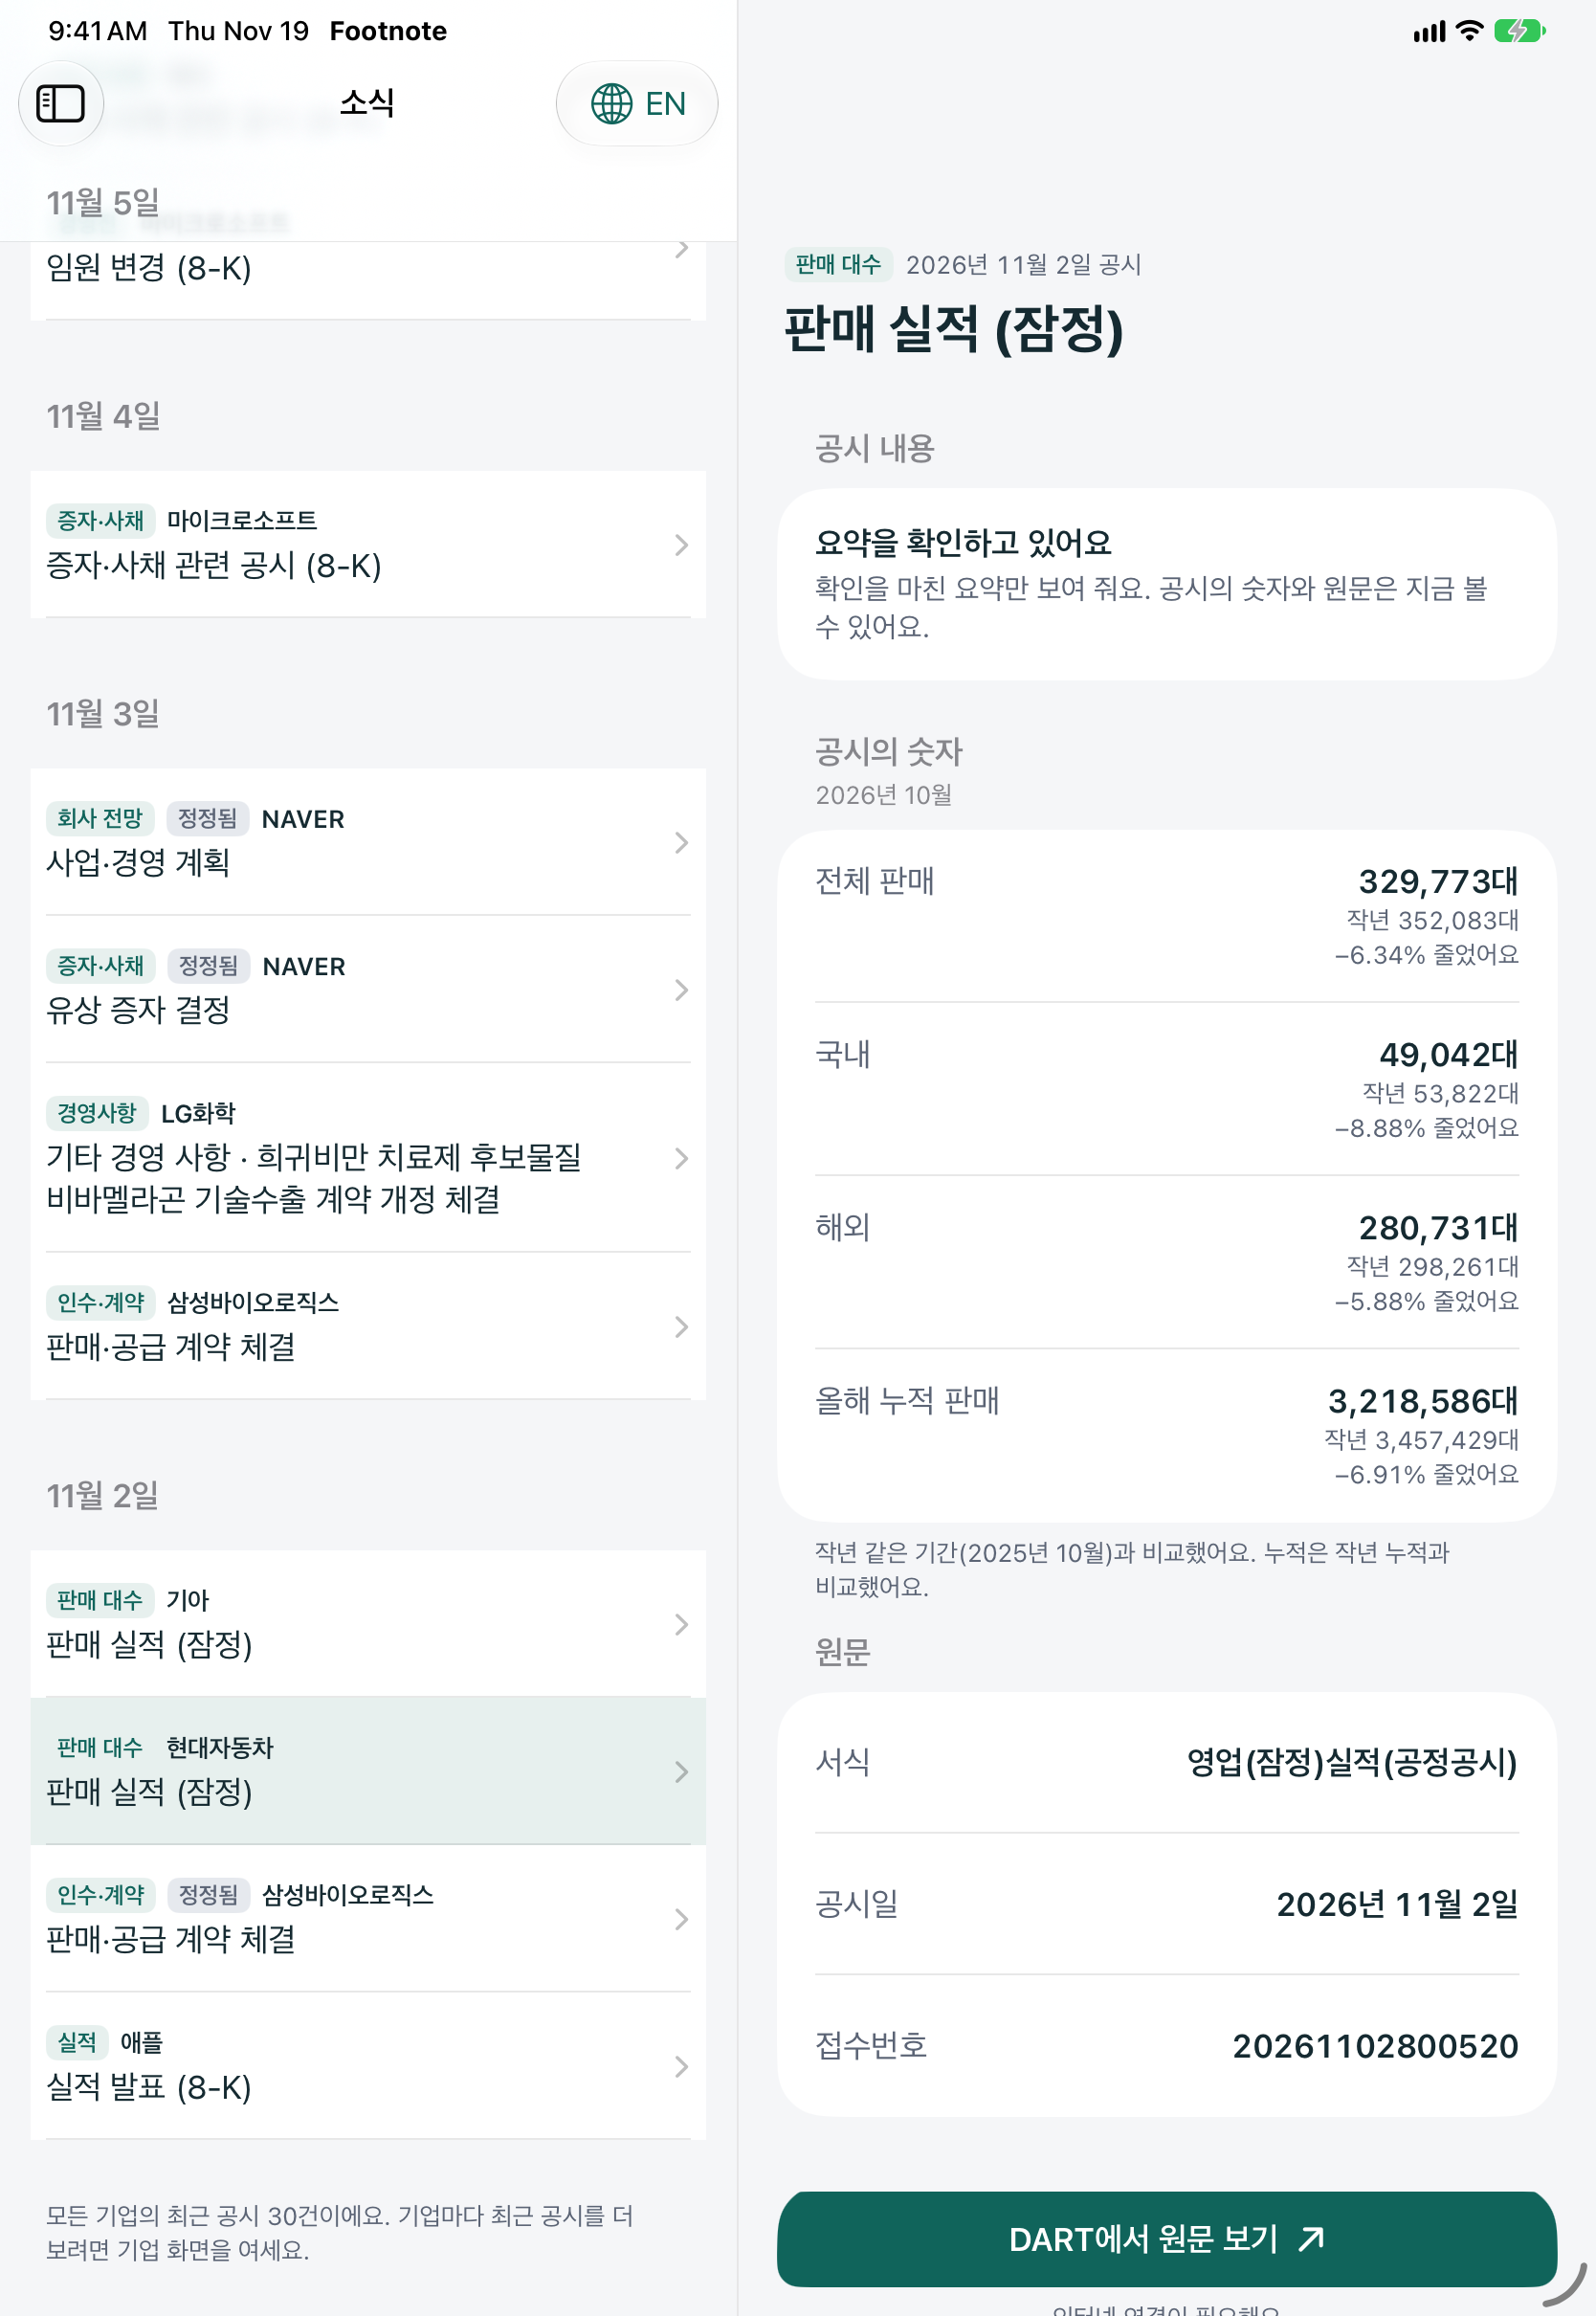 9:41 AM Thu Nov 19 Footnote
소식
EN
11월 5일
임원 변경 (8-K)
11월 4일
증자·사채 마이크로소프트
증자·사채 관련 공시 (8-K)
11월 3일
회사 전망 정정됨 NAVER
사업·경영 계획
증자·사채 정정됨 NAVER
유상 증자 결정
경영사항 LG화학
기타 경영 사항 · 희귀비만 치료제 후보물질
비바멜라곤 기술수출 계약 개정 체결
인수·계약 삼성바이오로직스
판매·공급 계약 체결
11월 2일
판매 대수 기아
판매 실적 (잠정)
판매 대수 현대자동차
판매 실적 (잠정)
인수·계약 정정됨 삼성바이오로직스
판매·공급 계약 체결
실적 애플
실적 발표 (8-K)
모든 기업의 최근 공시 30건이에요. 기업마다 최근 공시를 더
보려면 기업 화면을 여세요.
판매 대수 2026년 11월 2일 공시
판매 실적 (잠정)
공시 내용
요약을 확인하고 있어요
확인을 마친 요약만 보여 줘요. 공시의 숫자와 원문은 지금 볼
수 있어요.
공시의 숫자
2026년 10월
전체 판매 329,773대
작년 352,083대
−6.34% 줄었어요
국내 49,042대
작년 53,822대
−8.88% 줄었어요
해외 280,731대
작년 298,261대
−5.88% 줄었어요
올해 누적 판매 3,218,586대
작년 3,457,429대
−6.91% 줄었어요
작년 같은 기간(2025년 10월)과 비교했어요. 누적은 작년 누적과
비교했어요.
원문
서식 영업(잠정)실적(공정공시)
공시일 2026년 11월 2일
접수번호 20261102800520
DART에서 원문 보기